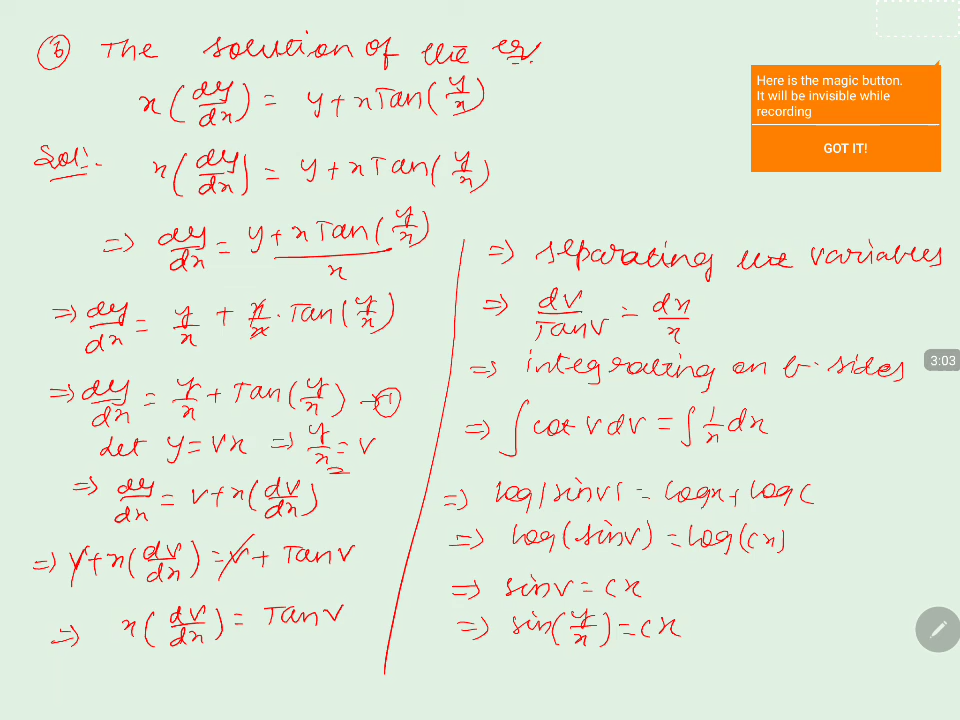 ③ The solution of the eq.
x(dy/dx) = y + x Tan(y/x)
Sol:-
x(dy/dx) = y + x Tan(y/x)
=> dy/dx = (y + x Tan(y/x))/x
=> dy/dx = y/x + x/x · Tan(y/x)
=> dy/dx = y/x + Tan(y/x) → ①
Let y = vx => y/x = v
=> dy/dx = v + x(dv/dx)
=> v + x(dv/dx) = v + Tan v
=> x(dv/dx) = Tan v
=> separating the variables
=> dv/Tan v = dx/x
=> integrating on b. sides
=> ∫ cot v dv = ∫ 1/x dx
=> log|sin v| = log x + log c
=> log(sin v) = log(cx)
=> sin v = cx
=> sin(y/x) = cx
Here is the magic button.
It will be invisible while
recording
GOT IT!
3:03